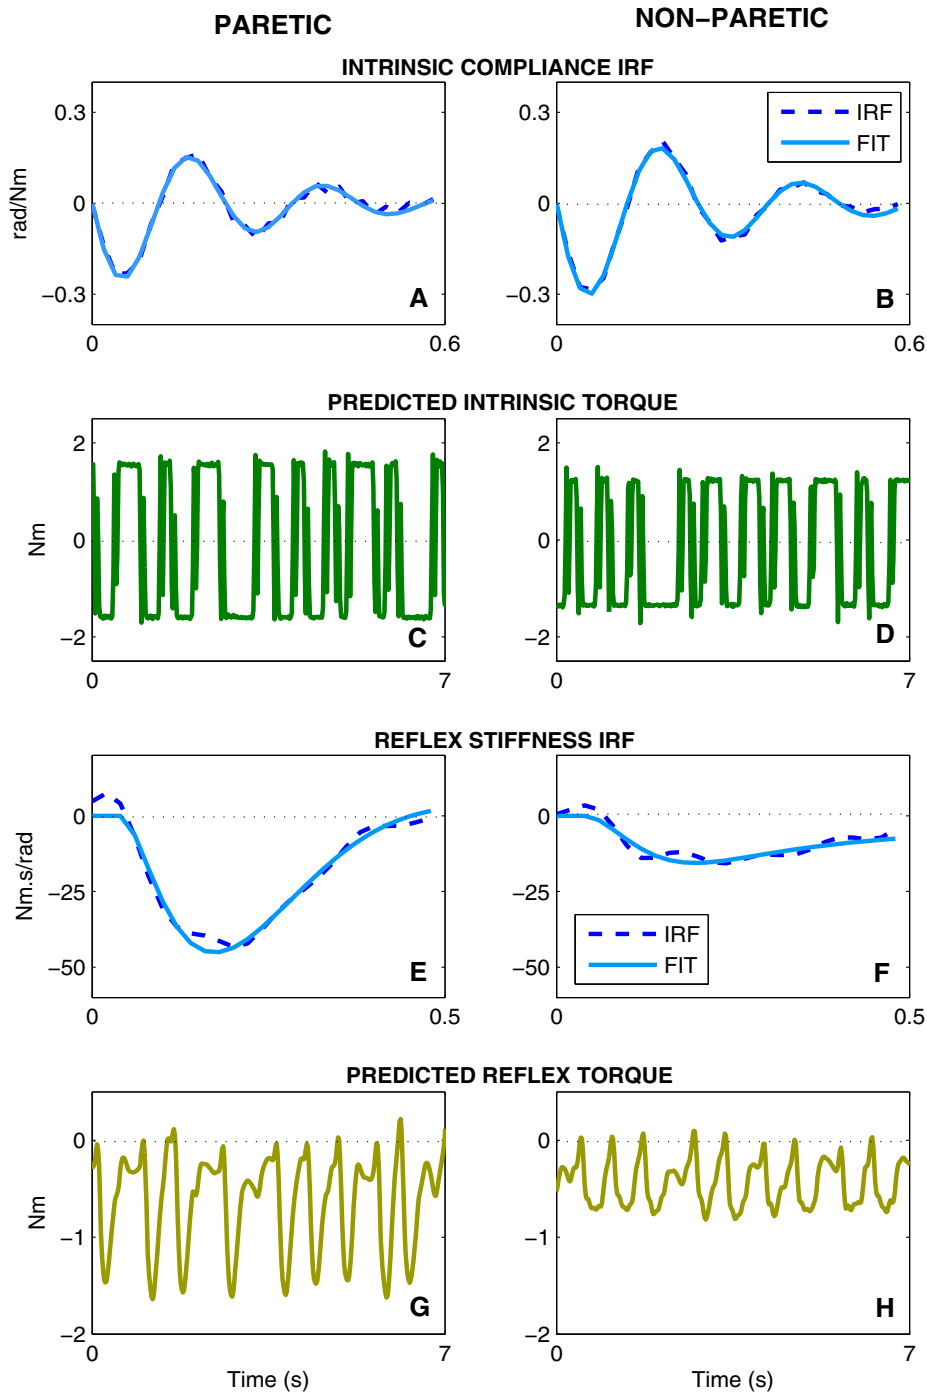 PARETIC NON-PARETIC
INTRINSIC COMPLIANCE IRF
rad/Nm
0.3 0.3
0 0
−0.3 −0.3
IRF
FIT
A B
0 0.6 0 0.6
PREDICTED INTRINSIC TORQUE
Nm
2 2
0 0
−2 −2
C D
0 7 0 7
REFLEX STIFFNESS IRF
Nm.s/rad
0 0
−25 −25
−50 −50
IRF
FIT
E F
0 0.5 0 0.5
PREDICTED REFLEX TORQUE
Nm
0 0
−1 −1
−2 −2
G H
0 7 0 7
Time (s) Time (s)